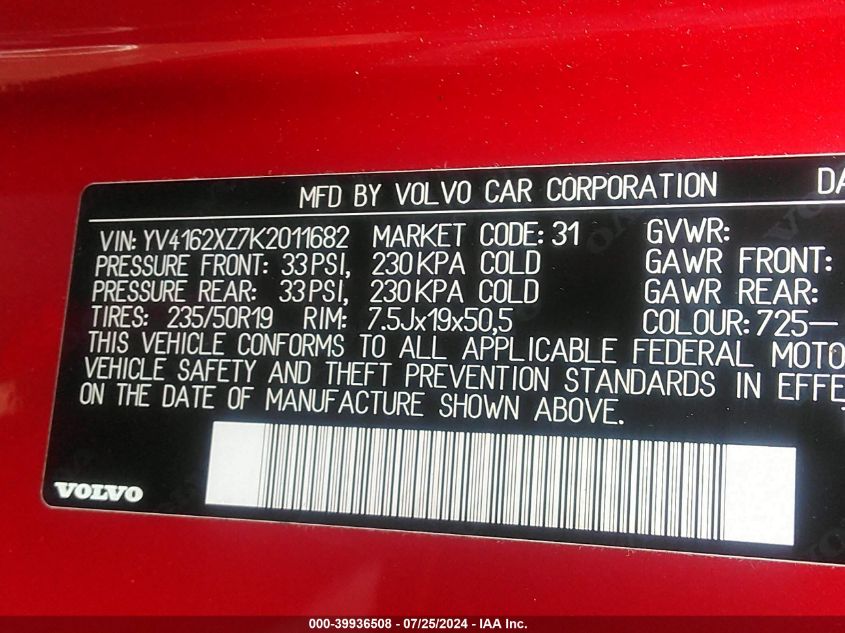 MFD BY VOLVO CAR CORPORATION
VIN: YV4162XZ7K2011682 MARKET CODE: 31 GVWR:
PRESSURE FRONT: 33 PSI, 230 KPA COLD GAWR FRONT:
PRESSURE REAR: 33 PSI, 230 KPA COLD GAWR REAR:
TIRES: 235/50R19 RIM: 7.5Jx19x50,5 COLOUR: 725—
THIS VEHICLE CONFORMS TO ALL APPLICABLE FEDERAL MOTO
VEHICLE SAFETY AND THEFT PREVENTION STANDARDS IN EFFE
ON THE DATE OF MANUFACTURE SHOWN ABOVE.
VOLVO
000-39936508 - 07/25/2024 - IAA Inc.